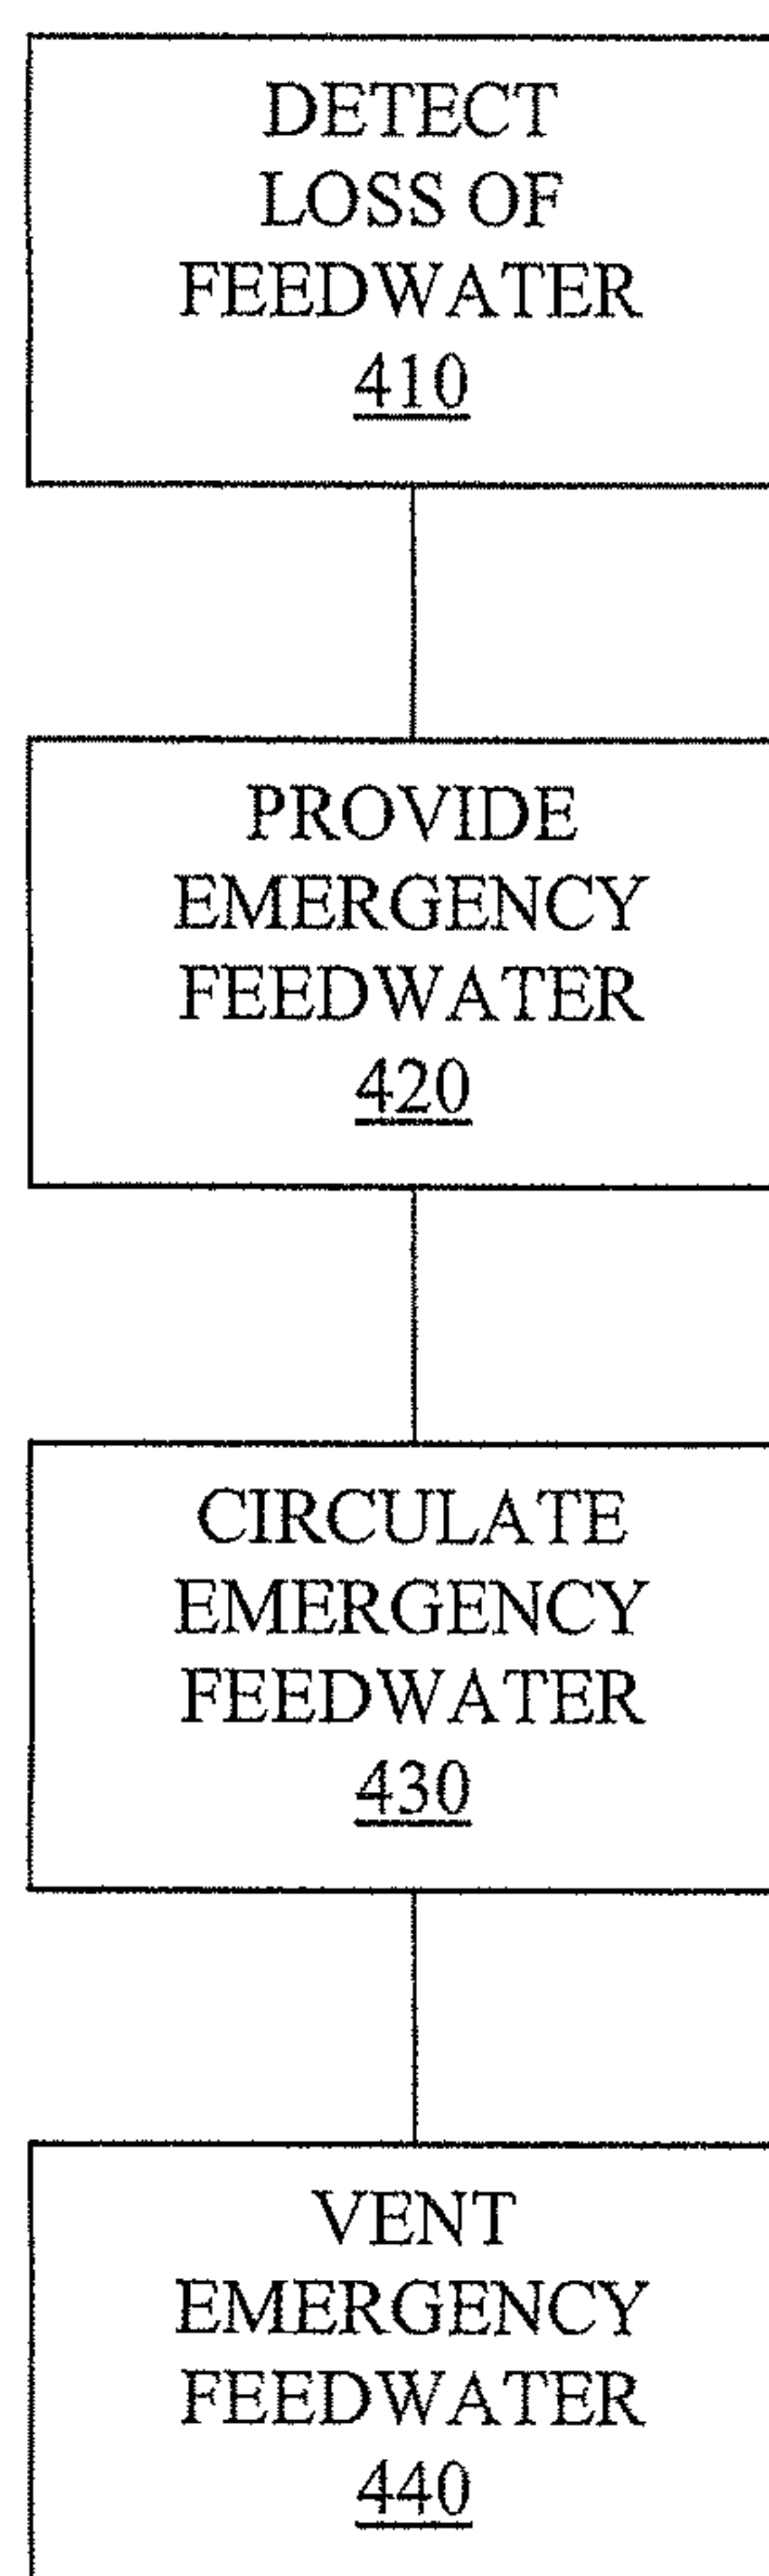 DETECT
LOSS OF
FEEDWATER
410
PROVIDE
EMERGENCY
FEEDWATER
420
CIRCULATE
EMERGENCY
FEEDWATER
430
VENT
EMERGENCY
FEEDWATER
440